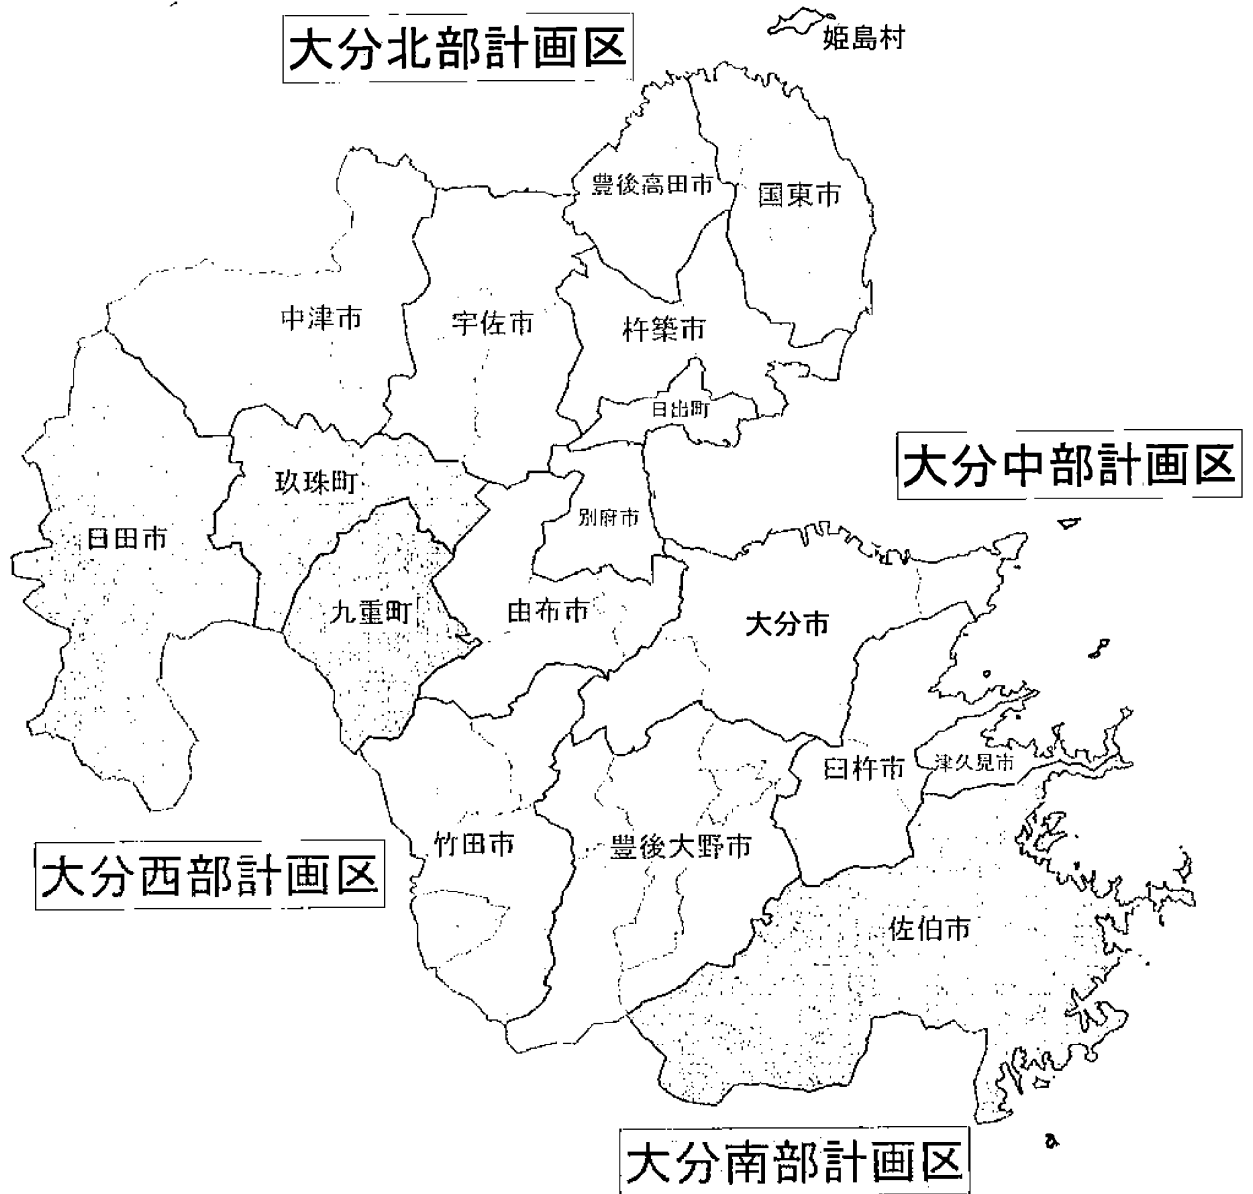 大分北部計画区
姫島村
豊後高田市
国東市
中津市
宇佐市
杵築市
日出町
大分中部計画区
玖珠町
日田市
別府市
九重町
由布市
大分市
臼杵市
津久見市
竹田市
豊後大野市
大分西部計画区
佐伯市
大分南部計画区